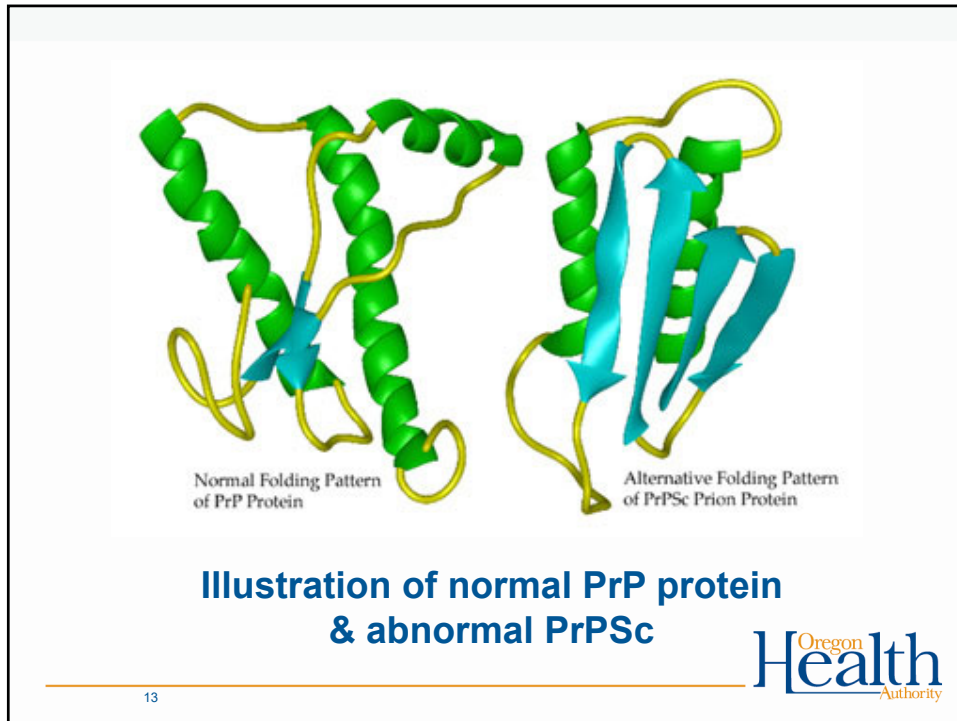 Normal Folding Pattern
of PrP Protein
Alternative Folding Pattern
of PrPSc Prion Protein
Illustration of normal PrP protein
& abnormal PrPSc
13
Oregon
Health
Authority